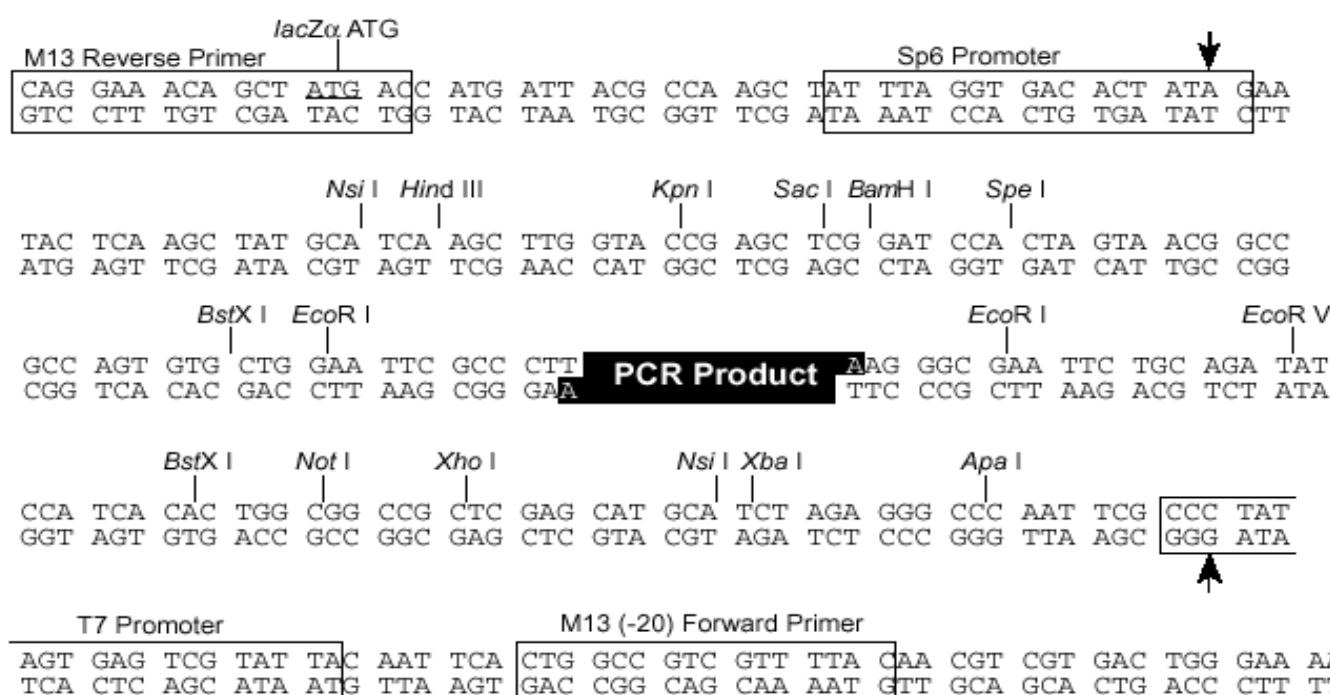 lacZα ATG
M13 Reverse Primer Sp6 Promoter
CAG GAA ACA GCT ATG ACC ATG ATT ACG CCA AGC TAT TTA GGT GAC ACT ATA GAA
GTC CTT TGT CGA TAC TGG TAC TAA TGC GGT TCG ATA AAT CCA CTG TGA TAT CTT
Nsi I Hind III Kpn I Sac I BamH I Spe I
TAC TCA AGC TAT GCA TCA AGC TTG GTA CCG AGC TCG GAT CCA CTA GTA ACG GCC
ATG AGT TCG ATA CGT AGT TCG AAC CAT GGC TCG AGC CTA GGT GAT CAT TGC CGG
BstX I EcoR I EcoR I EcoR V
GCC AGT GTG CTG GAA TTC GCC CTT PCR Product AAG GGC GAA TTC TGC AGA TAT
CGG TCA CAC GAC CTT AAG CGG GAA TTC CCG CTT AAG ACG TCT ATA
BstX I Not I Xho I Nsi I Xba I Apa I
CCA TCA CAC TGG CGG CCG CTC GAG CAT GCA TCT AGA GGG CCC AAT TCG CCC TAT
GGT AGT GTG ACC GCC GGC GAG CTC GTA CGT AGA TCT CCC GGG TTA AGC GGG ATA
T7 Promoter M13 (-20) Forward Primer
AGT GAG TCG TAT TAC AAT TCA CTG GCC GTC GTT TTA CAA CGT CGT GAC TGG GAA
TCA CTC AGC ATA ATG TTA AGT GAC CGG CAG CAA AAT GTT GCA GCA CTG ACC CTT